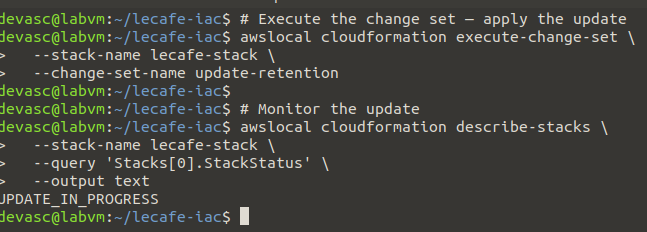 devasc@labvm:~/lecafe-iac$ # Execute the change set — apply the update
devasc@labvm:~/lecafe-iac$ awslocal cloudformation execute-change-set \
>   --stack-name lecafe-stack \
>   --change-set-name update-retention
devasc@labvm:~/lecafe-iac$
devasc@labvm:~/lecafe-iac$ # Monitor the update
devasc@labvm:~/lecafe-iac$ awslocal cloudformation describe-stacks \
>   --stack-name lecafe-stack \
>   --query 'Stacks[0].StackStatus' \
>   --output text
UPDATE_IN_PROGRESS
devasc@labvm:~/lecafe-iac$